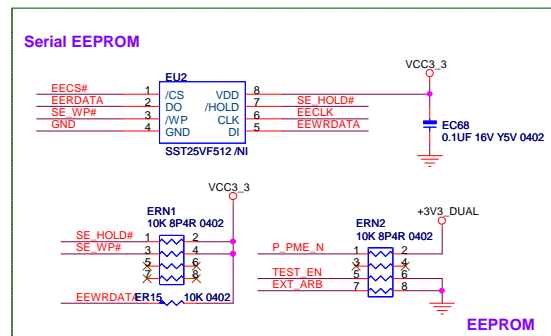 Serial EEPROM
VCC3_3
EU2
EECS# 1 /CS VDD 8
EERDATA 2 DO /HOLD 7 SE_HOLD#
SE_WP# 3 /WP CLK 6 EECLK
GND 4 GND DI 5 EEWRDATA
SST25VF512 /NI
EC68
0.1UF 16V Y5V 0402
VCC3_3
ERN1
10K 8P4R 0402
SE_HOLD# 1 2
SE_WP# 3 4
5 6
7 8
EEWRDATA ER15 10K 0402
+3V3_DUAL
ERN2
10K 8P4R 0402
P_PME_N 1 2
3 4
TEST_EN 5 6
EXT_ARB 7 8
EEPROM